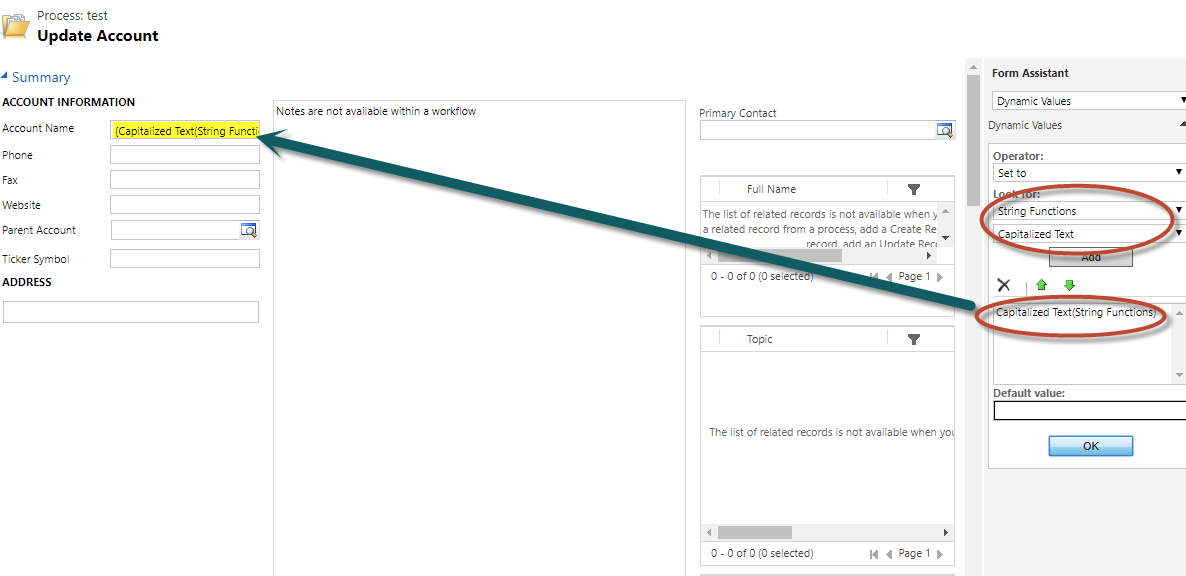 Process: test
Update Account
Summary
ACCOUNT INFORMATION
Account Name
{Capitalized Text(String Functi
Phone
Fax
Website
Parent Account
Ticker Symbol
ADDRESS
Notes are not available within a workflow
Primary Contact
Full Name
The list of related records is not available when y
a related record from a process, add a Create Re
record, add an Update Reco
0 - 0 of 0 (0 selected)
Page 1
Topic
The list of related records is not available when you
0 - 0 of 0 (0 selected)
Page 1
Form Assistant
Dynamic Values
Dynamic Values
Operator:
Set to
Look for:
String Functions
Capitalized Text
Add
Capitalized Text(String Functions)
Default value:
OK